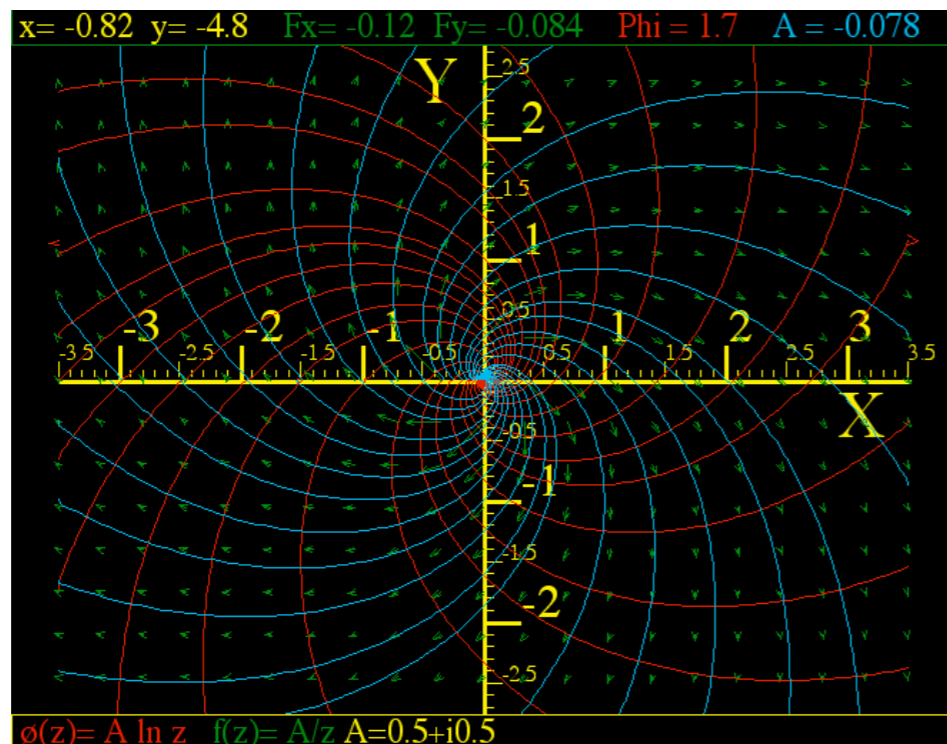 x= -0.82 y= -4.8 Fx= -0.12 Fy= -0.084 Phi = 1.7 A = -0.078
2.5
Y
2
1.5
1
0.5
-3 -2 -1 1 2 3
-3.5 -2.5 -1.5 -0.5 0.5 1.5 2.5 3.5
X
-0.5
-1
-1.5
-2
-2.5
ø(z)= A ln z f(z)= A/z A=0.5+i0.5